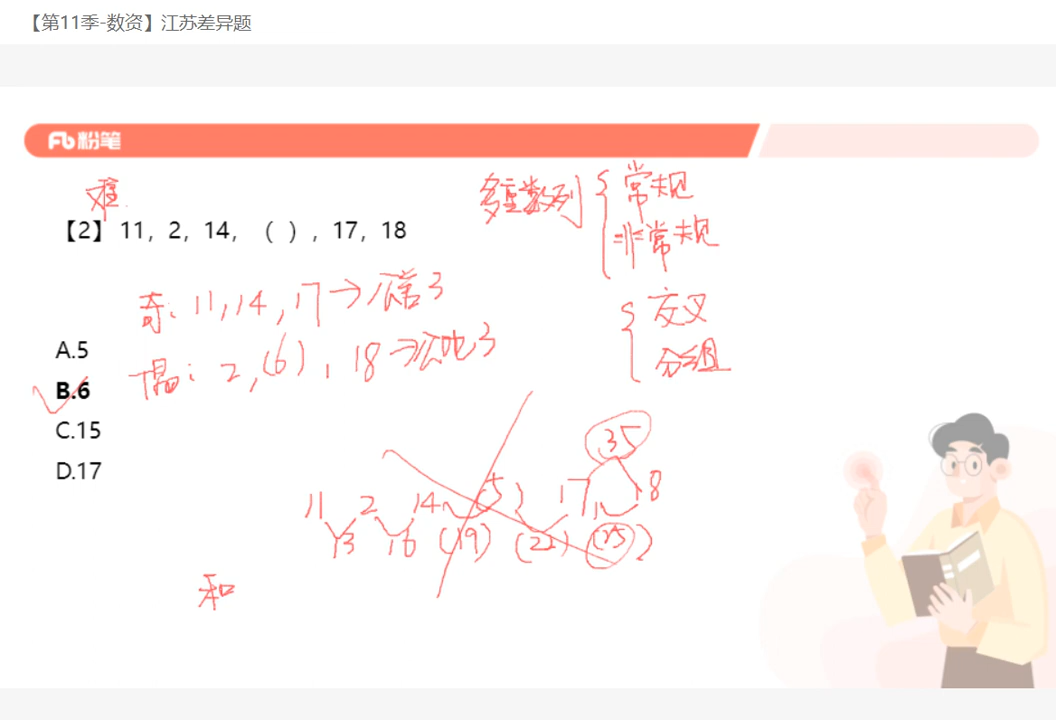 【第11季-数资】江苏差异题
粉笔
难
多重数列 常规
非常规
【2】11，2，14，（ ），17，18
奇：11，14，17→公差3
交叉
A.5
偶：2，(6)，18→公比3
分组
B.6
C.15
D.17
35
11 2 14 (5) 17 18
13 16 (19) (22) (35)
和